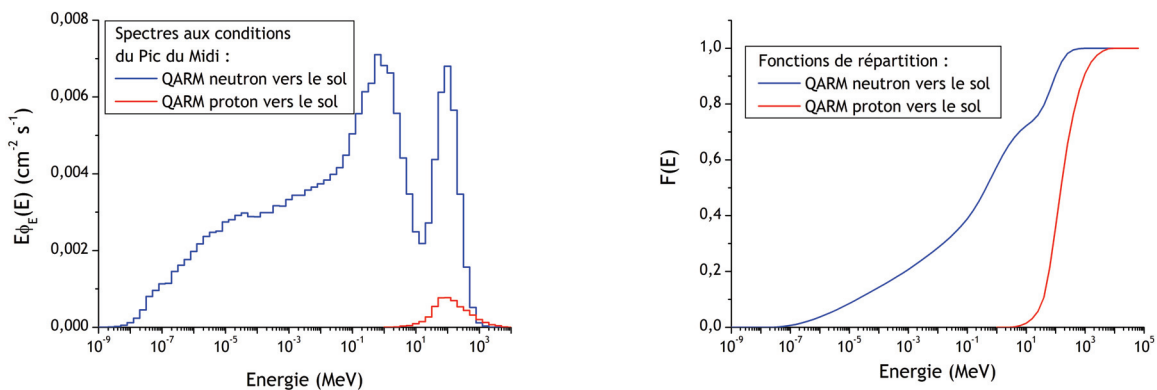 0,008
0,006
0,004
0,002
0,000
Eϕ_E(E) (cm⁻² s⁻¹)
Spectres aux conditions
du Pic du Midi :
QARM neutron vers le sol
QARM proton vers le sol
10⁻⁹ 10⁻⁷ 10⁻⁵ 10⁻³ 10⁻¹ 10¹ 10³
Energie (MeV)
1,0
0,8
0,6
0,4
0,2
0,0
F(E)
Fonctions de répartition :
QARM neutron vers le sol
QARM proton vers le sol
10⁻⁹ 10⁻⁷ 10⁻⁵ 10⁻³ 10⁻¹ 10¹ 10³ 10⁵
Energie (MeV)